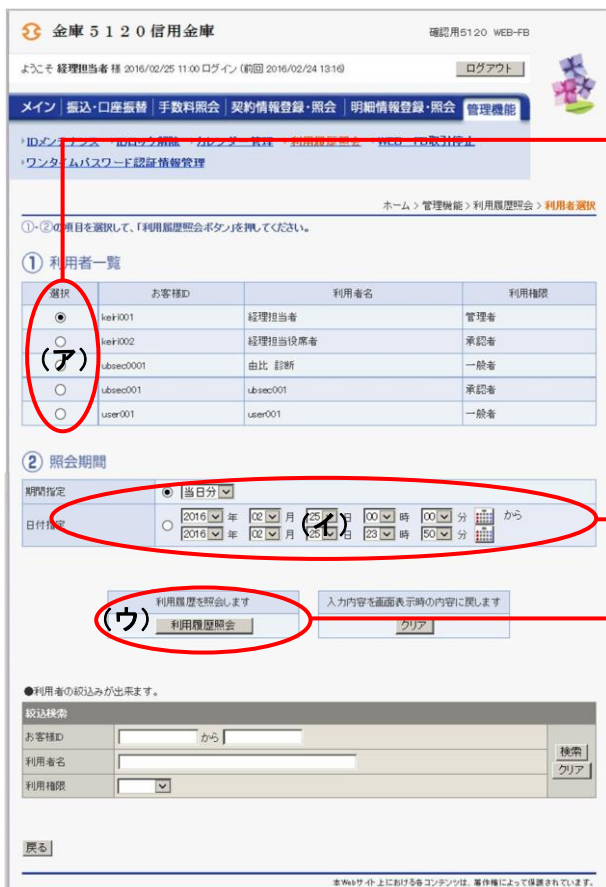 金庫５１２０信用金庫
確認用5120 WEB-FB
ようこそ 経理担当者 様 2016/02/25 11:00 ログイン (前回 2016/02/24 13:16)
ログアウト
メイン 振込・口座振替 手数料照会 契約情報登録・照会 明細情報登録・照会 管理機能
IDメンテナンス IDロック解除 カレンダー管理 利用履歴照会 WEB-FB取引停止
ワンタイムパスワード認証情報管理
ホーム > 管理機能 > 利用履歴照会 > 利用者選択
①・②の項目を選択して、「利用履歴照会ボタン」を押してください。
① 利用者一覧
選択 お客様ID 利用者名 利用権限
keiri001 経理担当者 管理者
keiri002 経理担当役席者 承認者
(ア) ubsec0001 由比 診断 一般者
ubsec001 ubsec001 承認者
user001 user001 一般者
② 照会期間
期間指定 当日分
日付指定 2016 年 02 月 25 日 00 時 00 分 から
2016 年 02 月 25 日 23 時 50 分
(イ)
利用履歴を照会します 入力内容を画面表示時の内容に戻します
(ウ) 利用履歴照会 クリア
●利用者の絞込みが出来ます。
絞込検索
お客様ID から
利用者名
利用権限
検索
クリア
戻る
本Webサイト上における各コンテンツは、著作権によって保護されています。